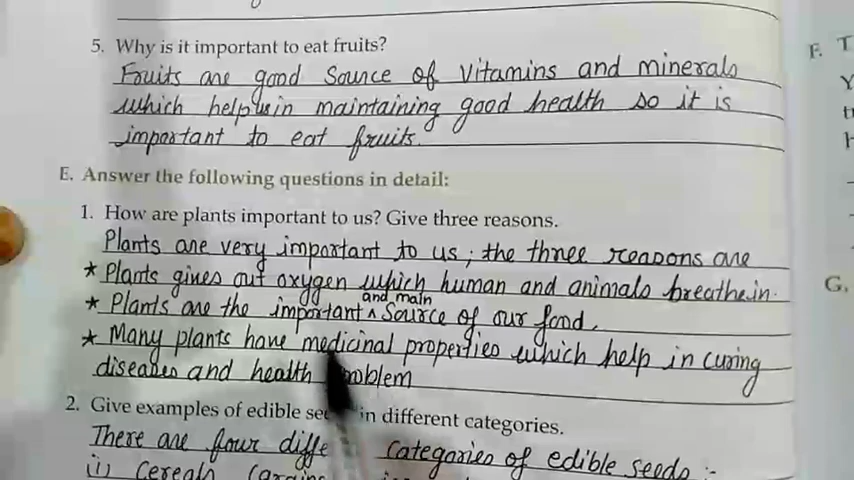 5. Why is it important to eat fruits?
Fruits are good Source of Vitamins and minerals
which help us in maintaining good health so it is
important to eat fruits.
E. Answer the following questions in detail:
1. How are plants important to us? Give three reasons.
Plants are very important to us; the three reasons are
* Plants gives out oxygen which human and animals breathe in.
and main
* Plants are the important ^ Source of our food.
* Many plants have medicinal properties which help in curing
diseases and health problem
2. Give examples of edible in different categories.
There are four categories of edible seeds :-
(i) Cereals
F. T
G.